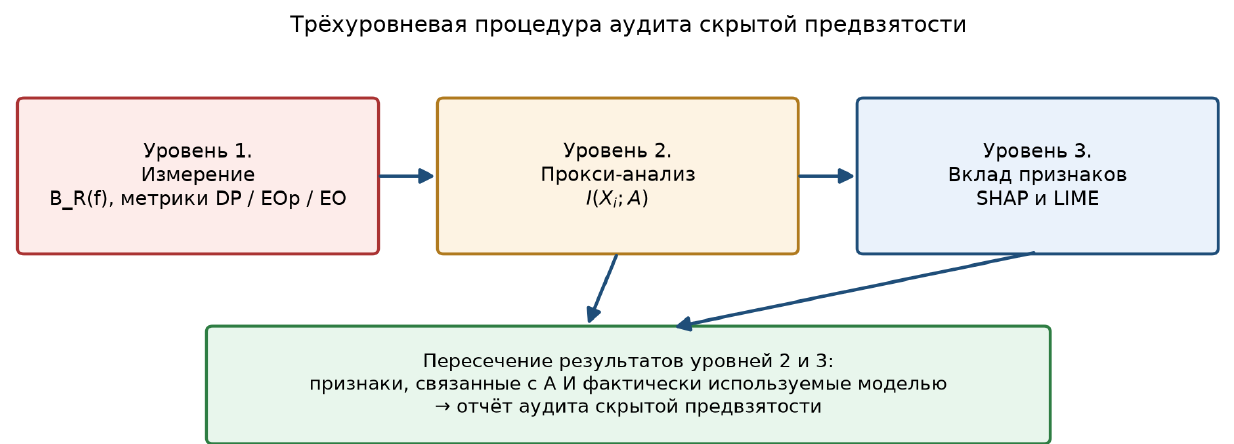 Трёхуровневая процедура аудита скрытой предвзятости
Уровень 1.
Измерение
B_R(f), метрики DP / EOp / EO
Уровень 2.
Прокси-анализ
I(Xᵢ; A)
Уровень 3.
Вклад признаков
SHAP и LIME
Пересечение результатов уровней 2 и 3:
признаки, связанные с A И фактически используемые моделью
→ отчёт аудита скрытой предвзятости